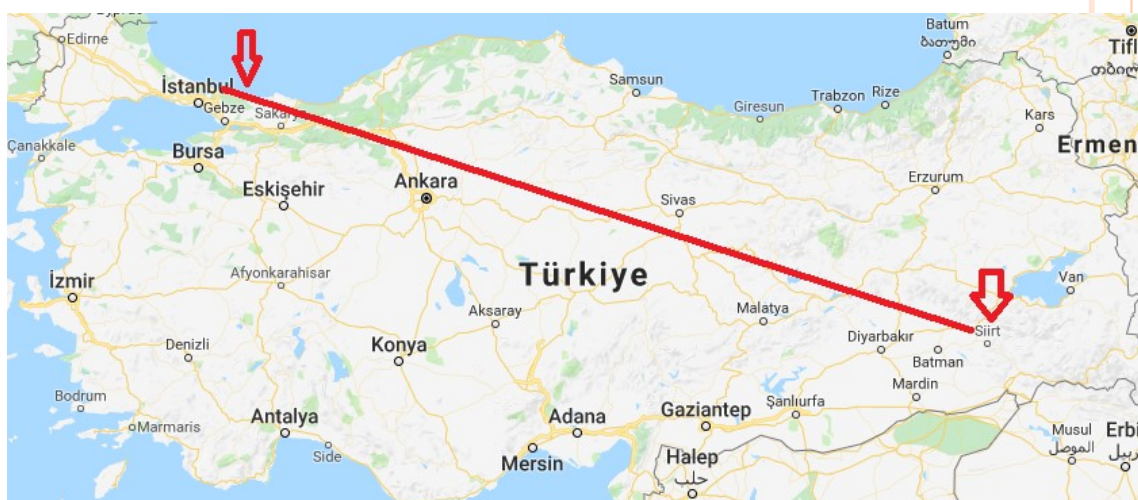 Batum
ბათუმი
Edirne
Tifl
İstanbul
Gebze
Samsun
Giresun
Trabzon
Rize
Kars
Çanakkale
Bursa
Ermen
Eskişehir
Ankara
Erzurum
Sivas
İzmir
Afyonkarahisar
Türkiye
Van
Aksaray
Malatya
Siirt
Denizli
Konya
Diyarbakır
Batman
Mardin
Bodrum
Antalya
Marmaris
Adana
Gaziantep
Şanlıurfa
Side
Musul
الموصل
Erbi
Mersin
Halep
حلب